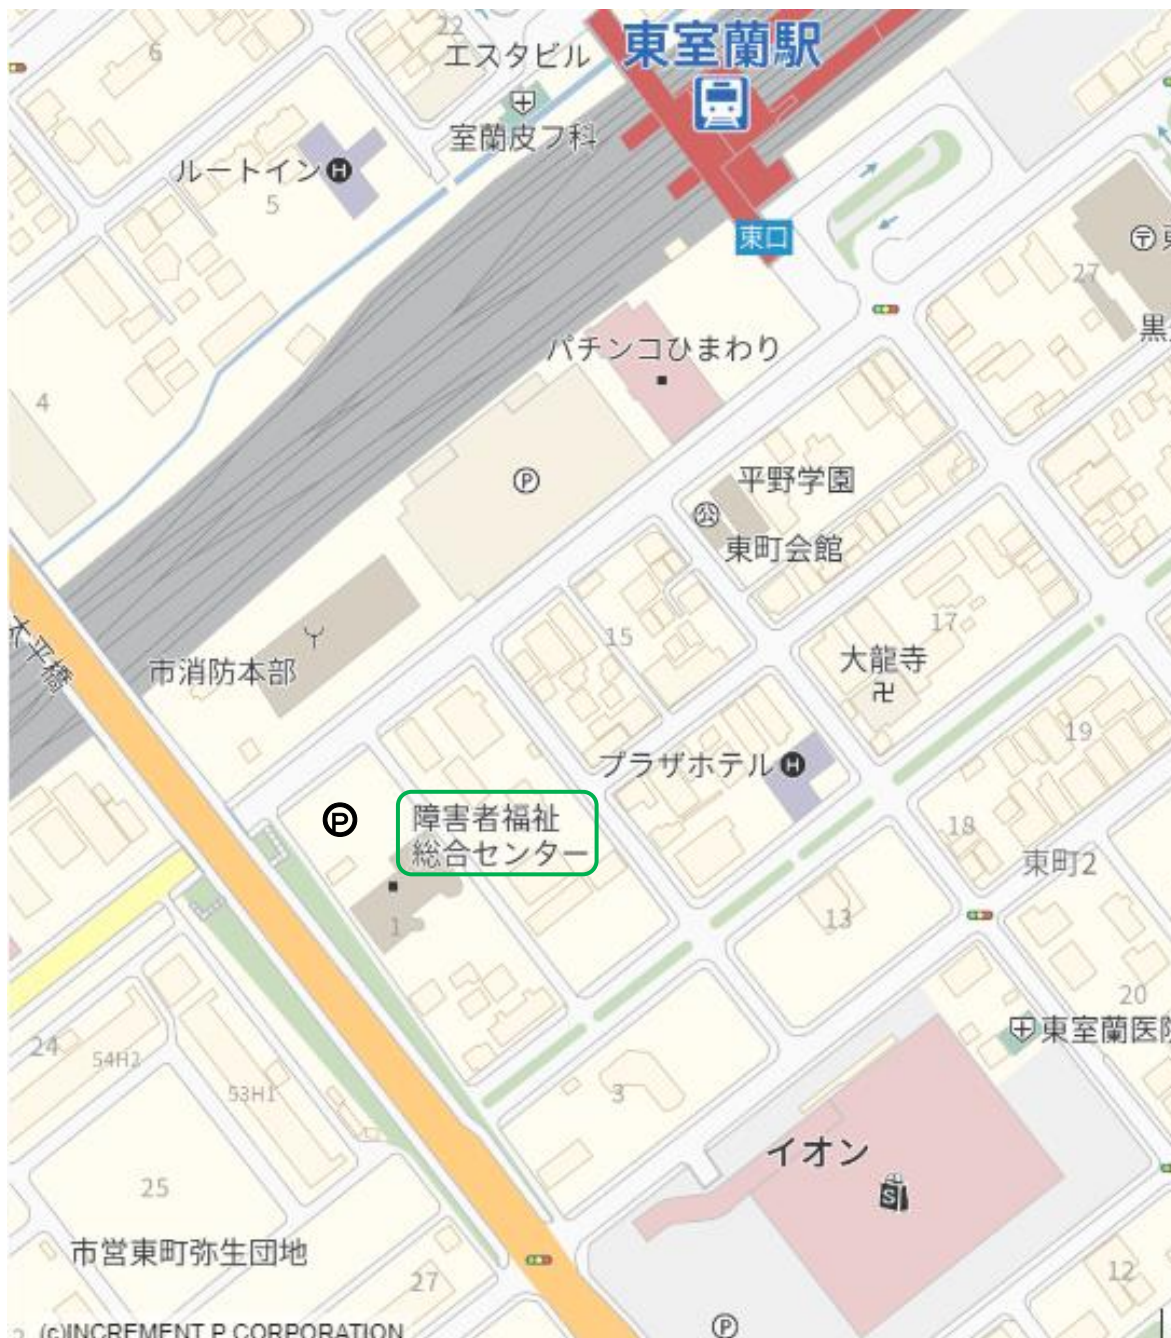 22
6
エスタビル
東室蘭駅
室蘭皮フ科
ルートイン H
5
東口
27
黒
パチンコひまわり
4
P
平野学園
公
東町会館
15
17
太平橋
市消防本部
大龍寺
19
プラザホテル H
P
障害者福祉
総合センター
18
東町2
13
1
20
東室蘭医院
24
54H2
53H1
3
イオン
S
25
市営東町弥生団地
27
12
P
(c)INCREMENT P CORPORATION